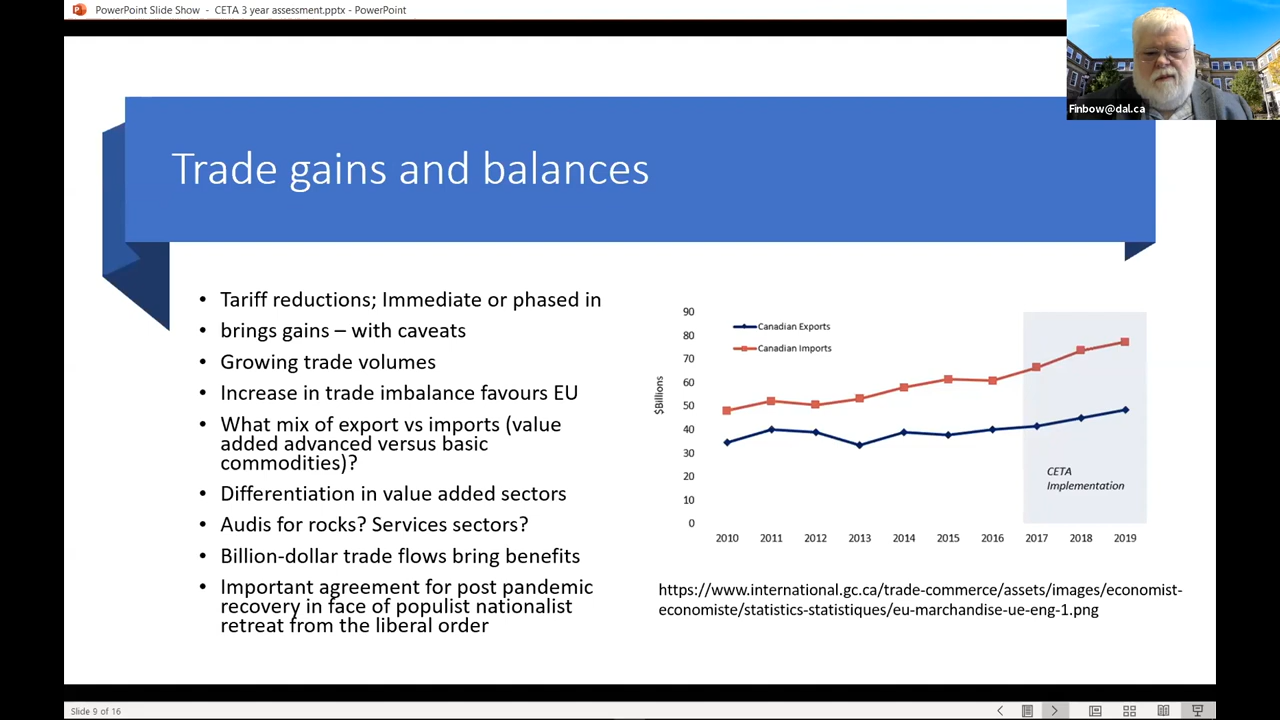 PowerPoint Slide Show - CETA 3 year assessment.pptx - PowerPoint
Finbow@dal.ca
Trade gains and balances
• Tariff reductions; Immediate or phased in
• brings gains – with caveats
• Growing trade volumes
• Increase in trade imbalance favours EU
• What mix of export vs imports (value
added advanced versus basic
commodities)?
• Differentiation in value added sectors
• Audis for rocks? Services sectors?
• Billion-dollar trade flows bring benefits
• Important agreement for post pandemic
recovery in face of populist nationalist
retreat from the liberal order
$Billions
90
80
70
60
50
40
30
20
10
0
Canadian Exports
Canadian Imports
CETA
Implementation
2010 2011 2012 2013 2014 2015 2016 2017 2018 2019
https://www.international.gc.ca/trade-commerce/assets/images/economist-
economiste/statistics-statistiques/eu-marchandise-ue-eng-1.png
Slide 9 of 16